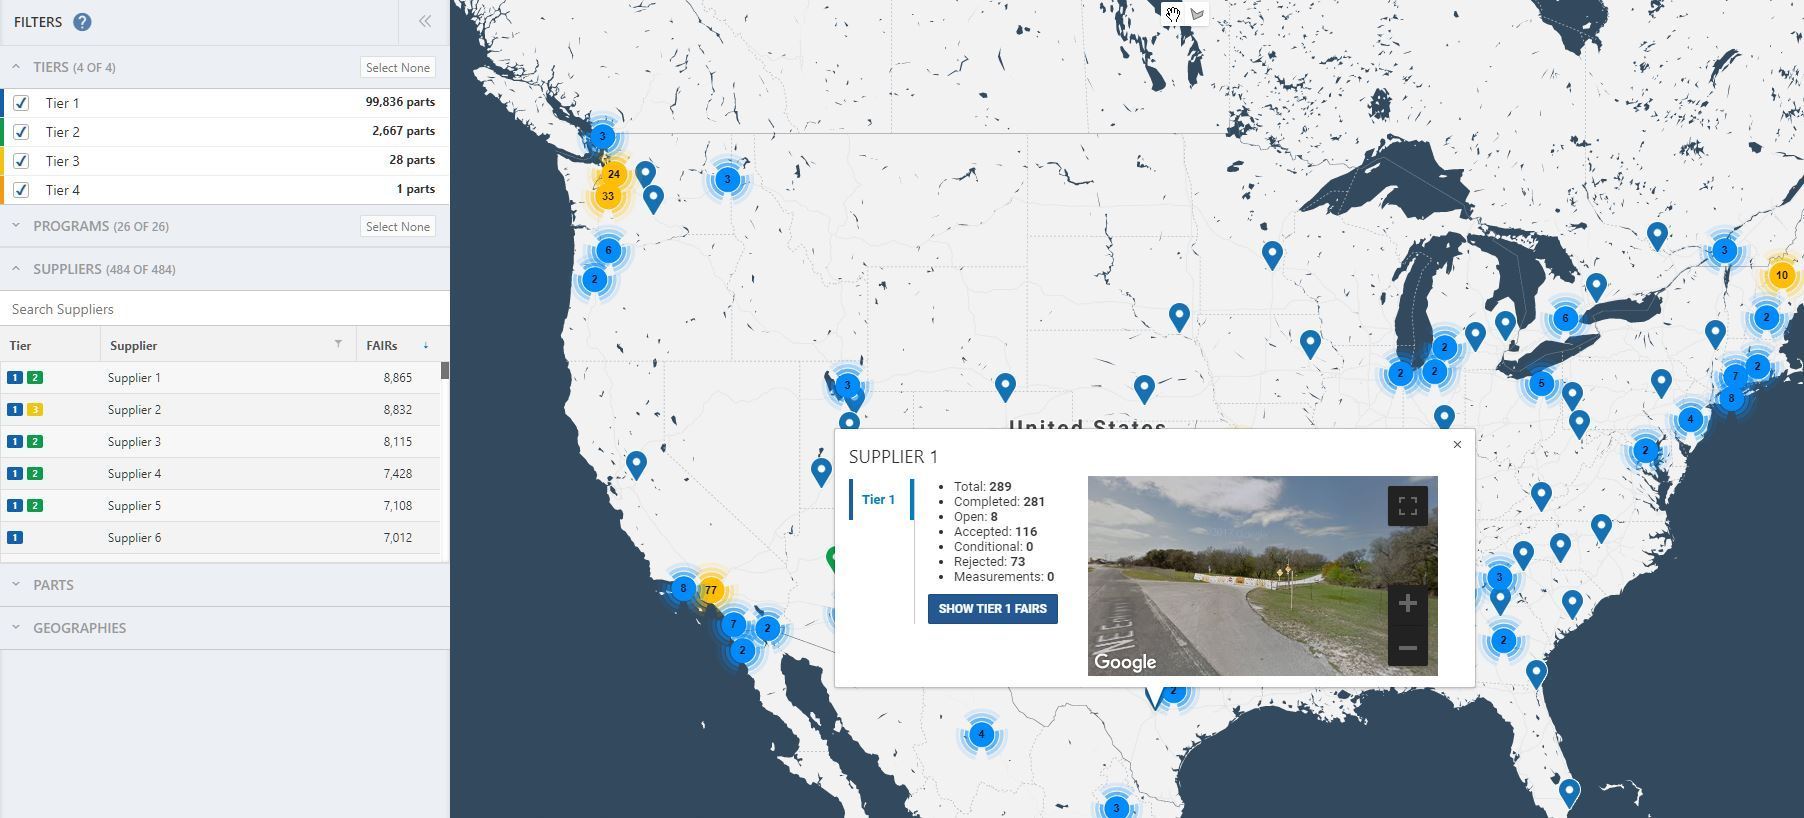 FILTERS ?
TIERS (4 OF 4) Select None
Tier 1 99,836 parts
Tier 2 2,667 parts
Tier 3 28 parts
Tier 4 1 parts
PROGRAMS (26 OF 26) Select None
SUPPLIERS (484 OF 484)
Search Suppliers
Tier Supplier FAIRs
1 2 Supplier 1 8,865
1 3 Supplier 2 8,832
1 2 Supplier 3 8,115
1 2 Supplier 4 7,428
1 2 Supplier 5 7,108
1 Supplier 6 7,012
PARTS
GEOGRAPHIES
3
24
3
33
6
2
3
10
6
2
2
2
2
3
5
7
2
8
4
2
United States
SUPPLIER 1
Tier 1
Total: 289
Completed: 281
Open: 8
Accepted: 116
Conditional: 0
Rejected: 73
Measurements: 0
SHOW TIER 1 FAIRS
Google
8
77
7
2
2
3
2
2
4
3